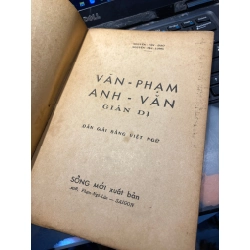 VĂN - PHẠM
ANH - VĂN
GIẢN DỊ
DẪN GIẢI BẰNG VIỆT NGỮ
SỐNG MỚI xuất bản
SAIGON